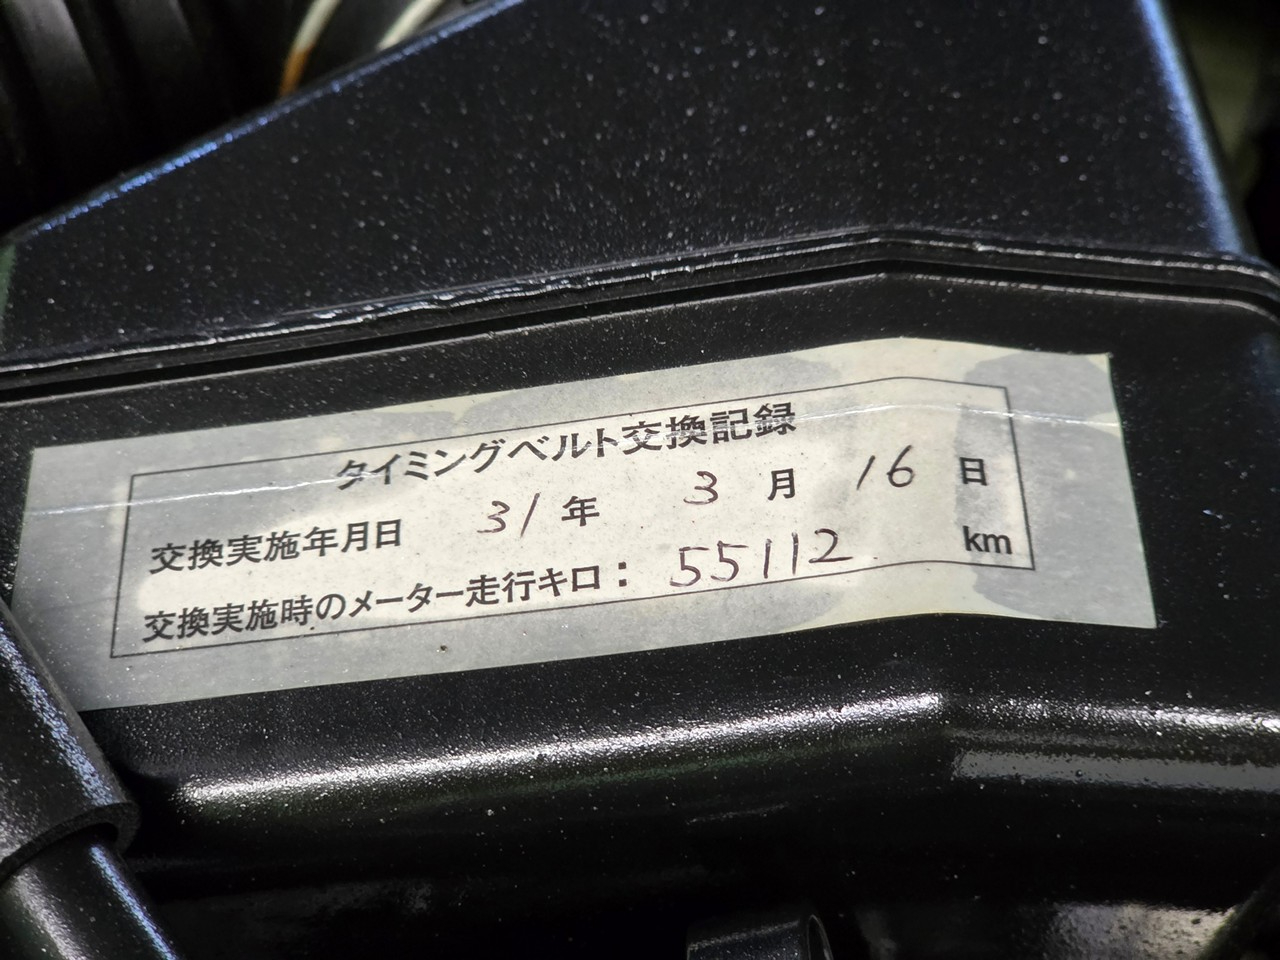 タイミングベルト交換記録
交換実施年月日 31年 3月 16日
交換実施時のメーター走行キロ：55112 km